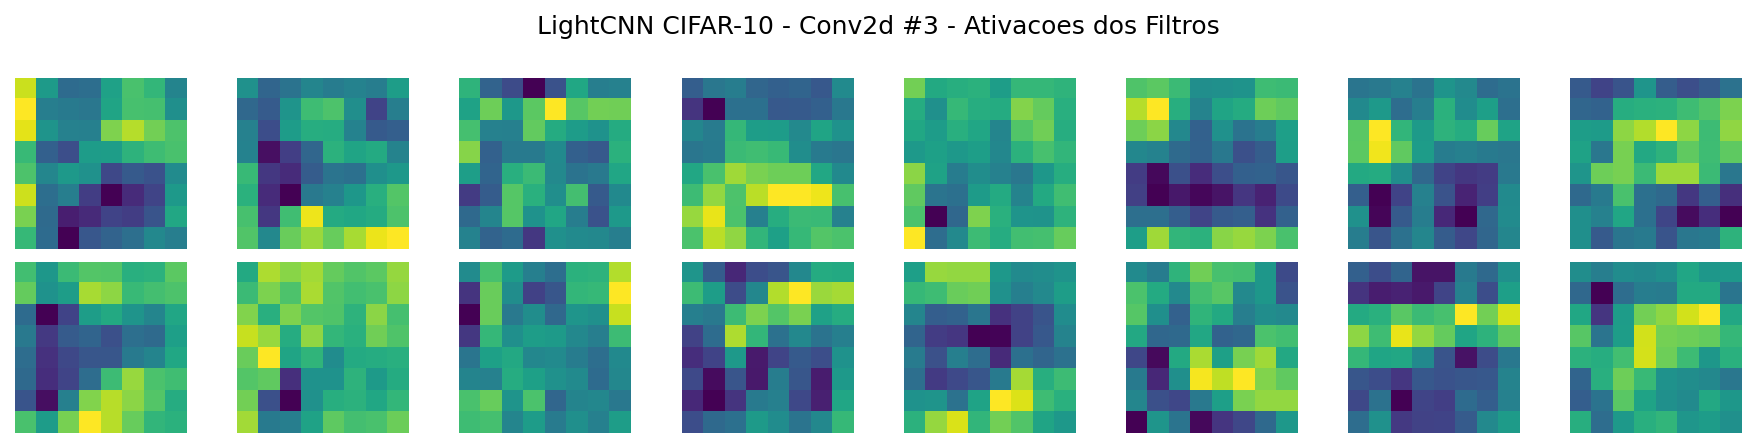 LightCNN CIFAR-10 - Conv2d #3 - Ativacoes dos Filtros